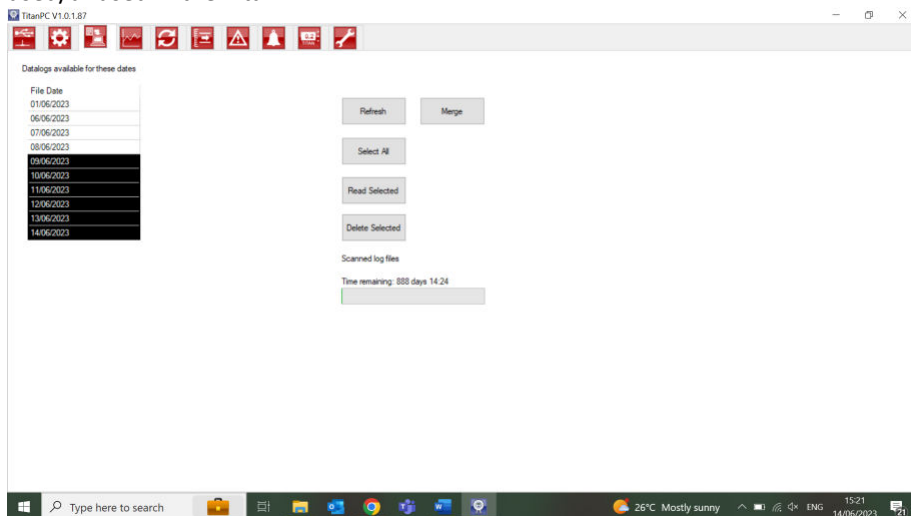 TitanPC V1.0.1.87
Datalogs available for these dates
File Date
01/06/2023
06/06/2023
07/06/2023
08/06/2023
09/06/2023
10/06/2023
11/06/2023
12/06/2023
13/06/2023
14/06/2023
Refresh Merge
Select All
Read Selected
Delete Selected
Scanned log files
Time remaining: 888 days 14:24
Type here to search
26°C Mostly sunny
ENG
15:21
14/06/2023
21